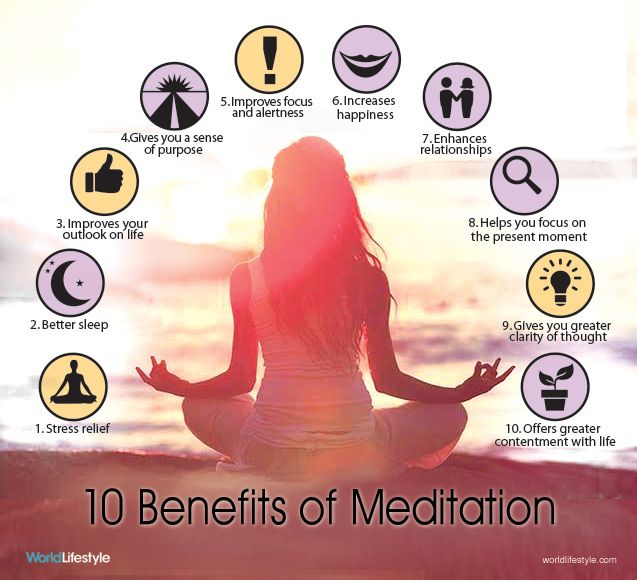 1. Stress relief
2. Better sleep
3. Improves your
outlook on life
4.Gives you a sense
of purpose
5.Improves focus
and alertness
6.Increases
happiness
7.Enhances
relationships
8. Helps you focus on
the present moment
9.Gives you greater
clarity of thought
10.Offers greater
contentment with life
10 Benefits of Meditation
WorldLifestyle
worldlifestyle.com